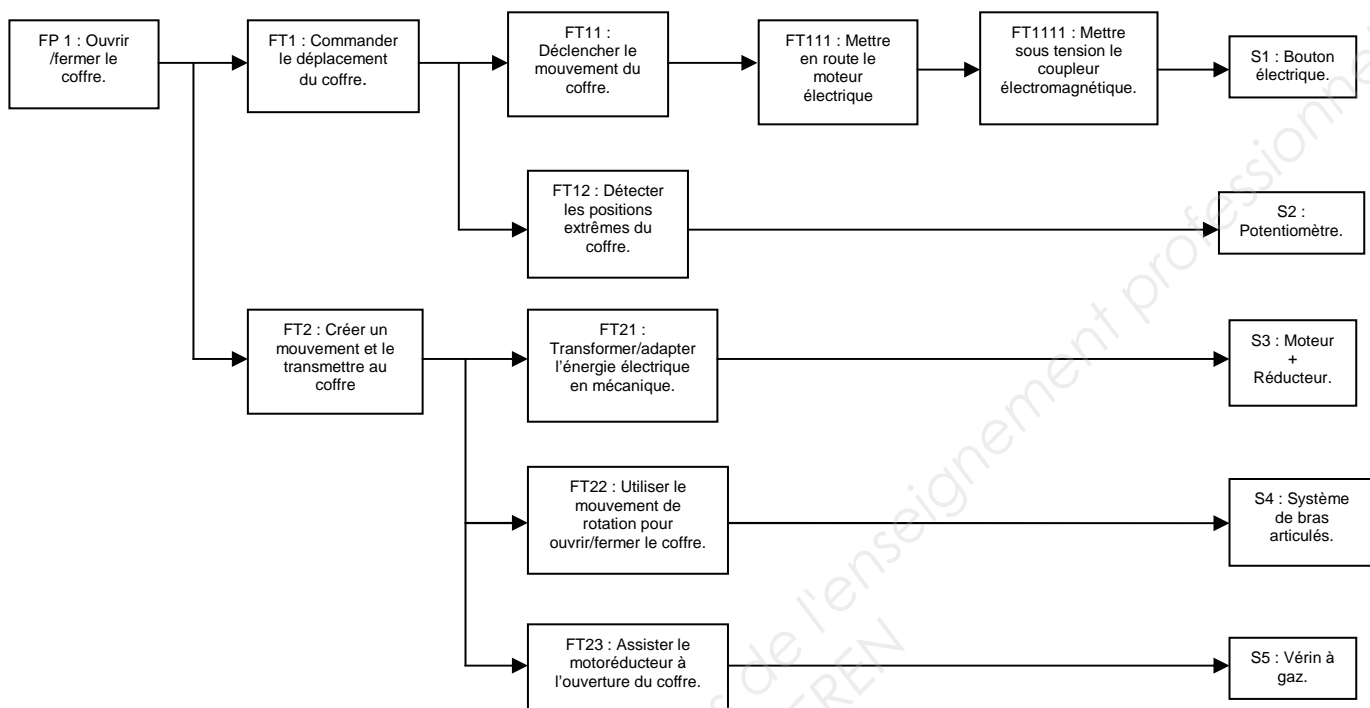 FP 1 : Ouvrir
/fermer le
coffre.
FT1 : Commander
le déplacement
du coffre.
FT11 :
Déclencher le
mouvement du
coffre.
FT111 : Mettre
en route le
moteur
électrique
FT1111 : Mettre
sous tension le
coupleur
électromagnétique.
S1 : Bouton
électrique.
FT12 : Détecter
les positions
extrêmes du
coffre.
S2 :
Potentiomètre.
FT2 : Créer un
mouvement et le
transmettre au
coffre
FT21 :
Transformer/adapter
l'énergie électrique
en mécanique.
S3 : Moteur
+
Réducteur.
FT22 : Utiliser le
mouvement de
rotation pour
ouvrir/fermer le coffre.
S4 : Système
de bras
articulés.
FT23 : Assister le
motoréducteur à
l'ouverture du coffre.
S5 : Vérin à
gaz.
de l'enseignement professionnel